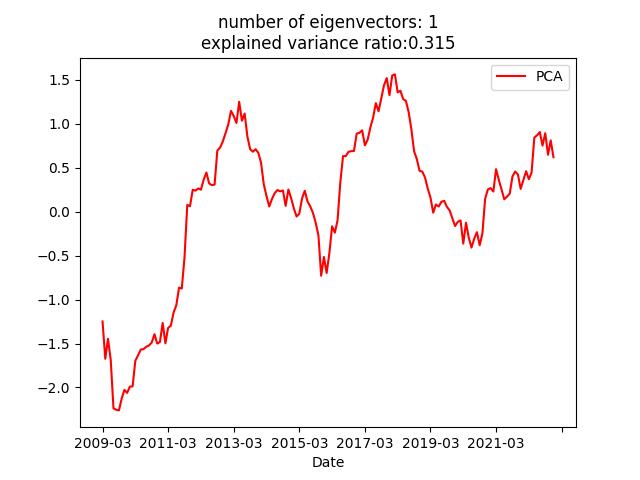 number of eigenvectors: 1
explained variance ratio:0.315
PCA
1.5
1.0
0.5
0.0
−0.5
−1.0
−1.5
−2.0
2009-03 2011-03 2013-03 2015-03 2017-03 2019-03 2021-03
Date